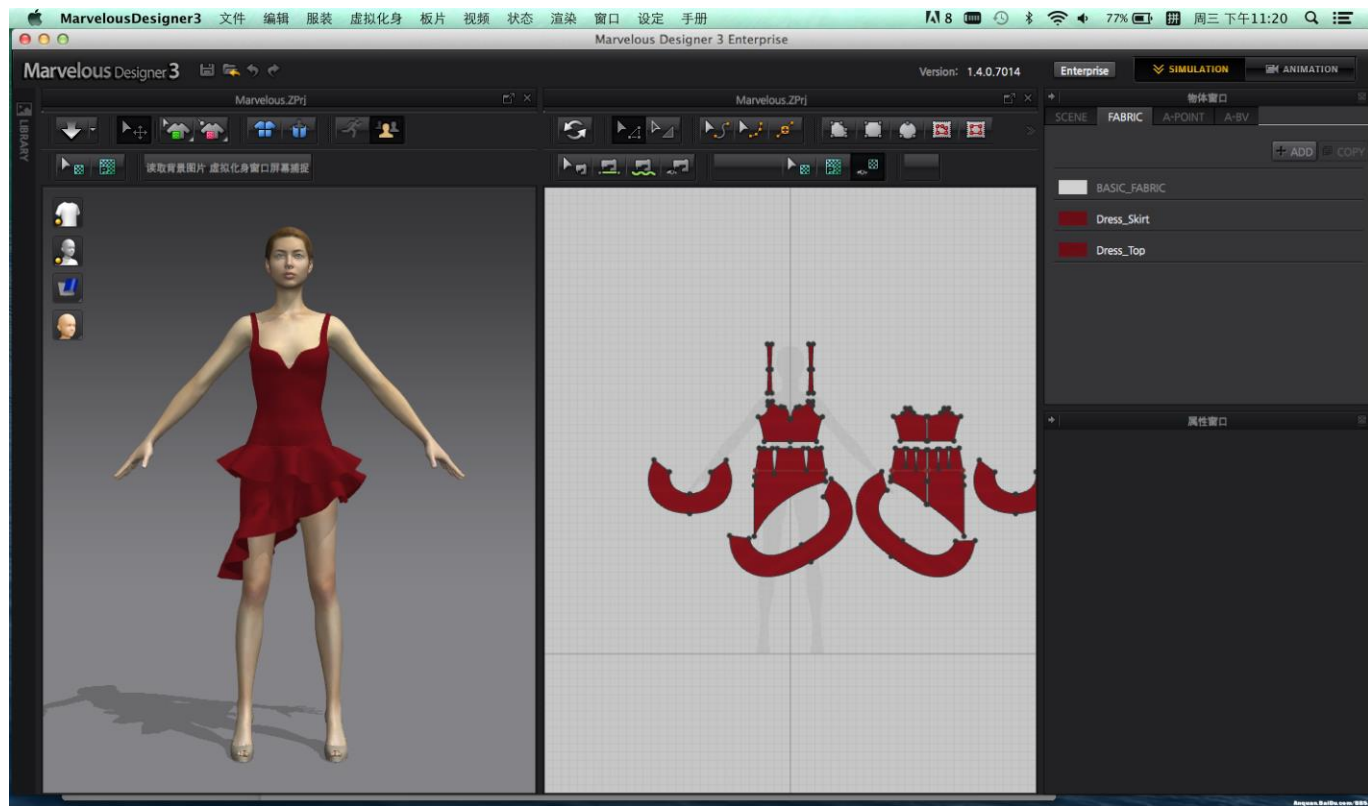 MarvelousDesigner3 文件 编辑 服装 虚拟化身 板片 视频 状态 渲染 窗口 设定 手册 8 77% 拼 周三 下午11:20
Marvelous Designer 3 Enterprise
Marvelous Designer 3 Version: 1.4.0.7014 Enterprise SIMULATION ANIMATION
LIBRARY
Marvelous.ZPrj
Marvelous.ZPrj
物体窗口
SCENE FABRIC A-POINT A-BV
ADD COPY
读取背景图片 虚拟化身窗口屏幕捕捉
BASIC_FABRIC
Dress_Skirt
Dress_Top
属性窗口